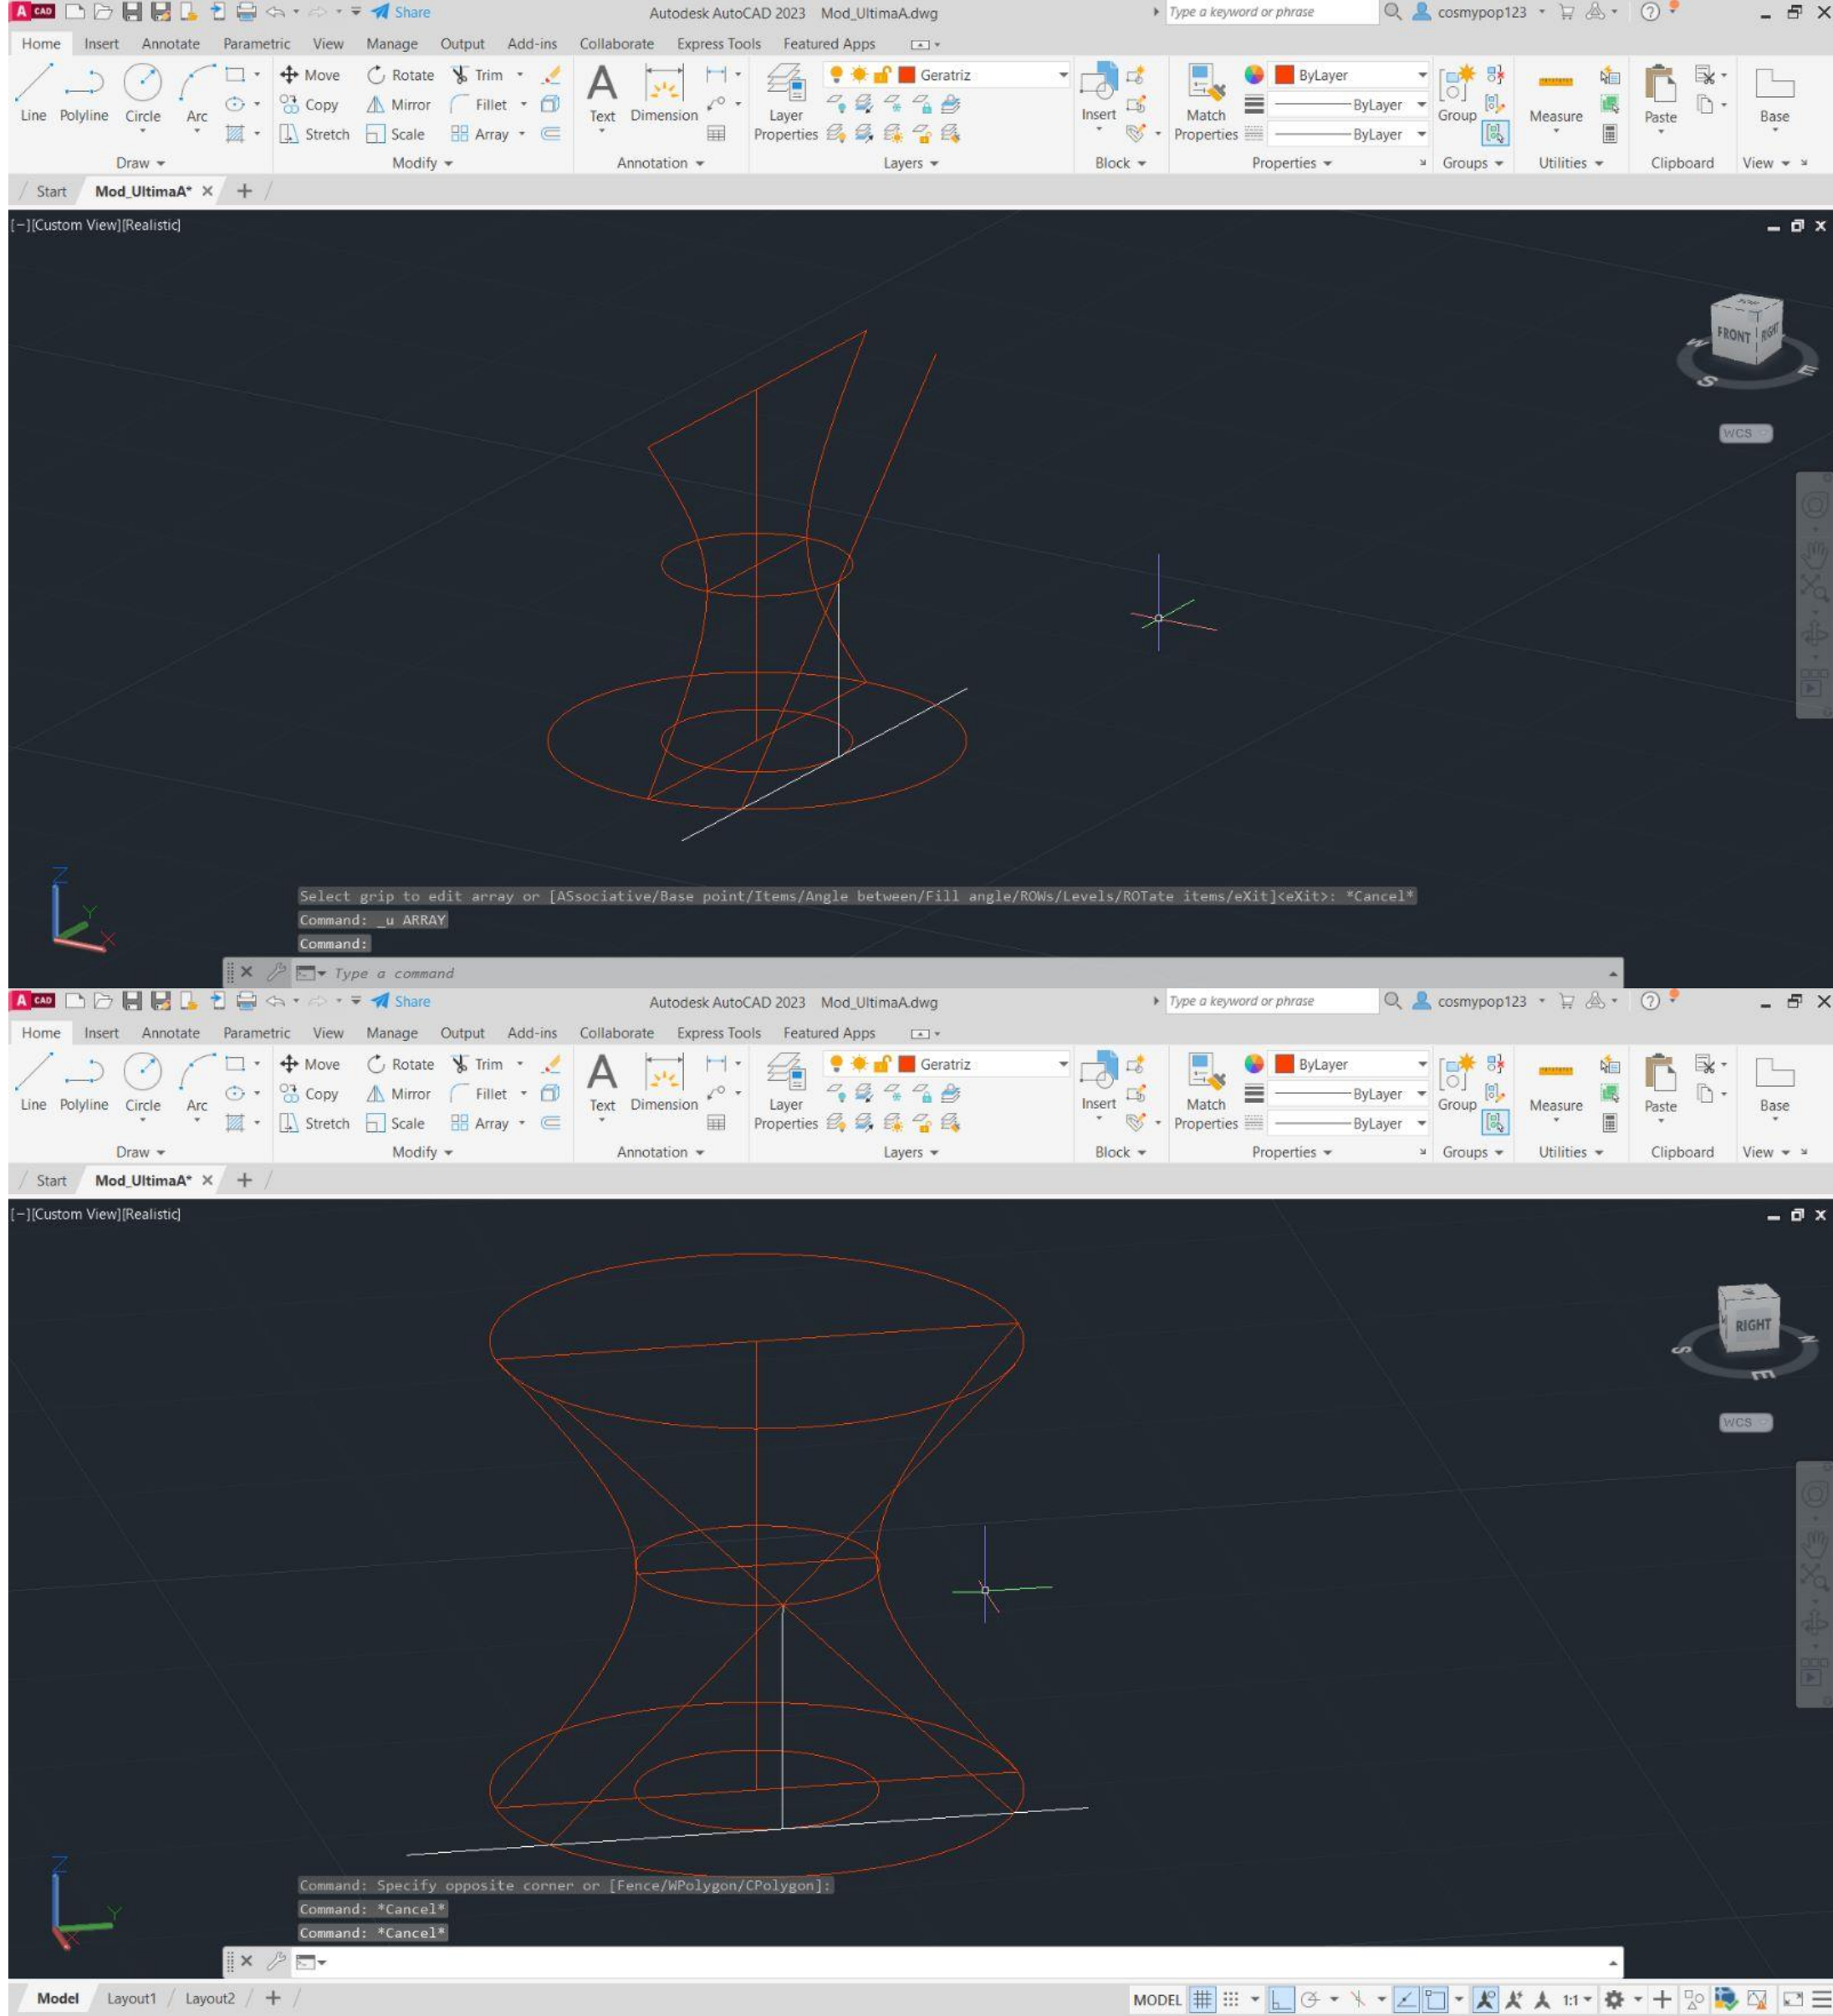 A CAD Share Autodesk AutoCAD 2023 Mod_UltimaA.dwg Type a keyword or phrase cosmypop123
Home Insert Annotate Parametric View Manage Output Add-ins Collaborate Express Tools Featured Apps
Line Polyline Circle Arc
Move Rotate Trim
Copy Mirror Fillet
Stretch Scale Array
Text Dimension
Layer Properties
Geratriz
Insert
Match Properties
ByLayer
ByLayer
ByLayer
Group
Measure
Paste
Base
Draw Modify Annotation Layers Block Properties Groups Utilities Clipboard View
Start Mod_UltimaA* +
[−][Custom View][Realistic]
TOP
FRONT RIGHT
W S E
WCS
Z
Y
X
Select grip to edit array or [ASsociative/Base point/Items/Angle between/Fill angle/ROWs/Levels/ROTate items/eXit]<eXit>: *Cancel*
Command: _u ARRAY
Command:
Type a command
A CAD Share Autodesk AutoCAD 2023 Mod_UltimaA.dwg Type a keyword or phrase cosmypop123
Home Insert Annotate Parametric View Manage Output Add-ins Collaborate Express Tools Featured Apps
Line Polyline Circle Arc
Move Rotate Trim
Copy Mirror Fillet
Stretch Scale Array
Text Dimension
Layer Properties
Geratriz
Insert
Match Properties
ByLayer
ByLayer
ByLayer
Group
Measure
Paste
Base
Draw Modify Annotation Layers Block Properties Groups Utilities Clipboard View
Start Mod_UltimaA* +
[−][Custom View][Realistic]
RIGHT
S E N
WCS
Z
Y
X
Command: Specify opposite corner or [Fence/WPolygon/CPolygon]:
Command: *Cancel*
Command: *Cancel*
Model Layout1 Layout2 + MODEL 1:1